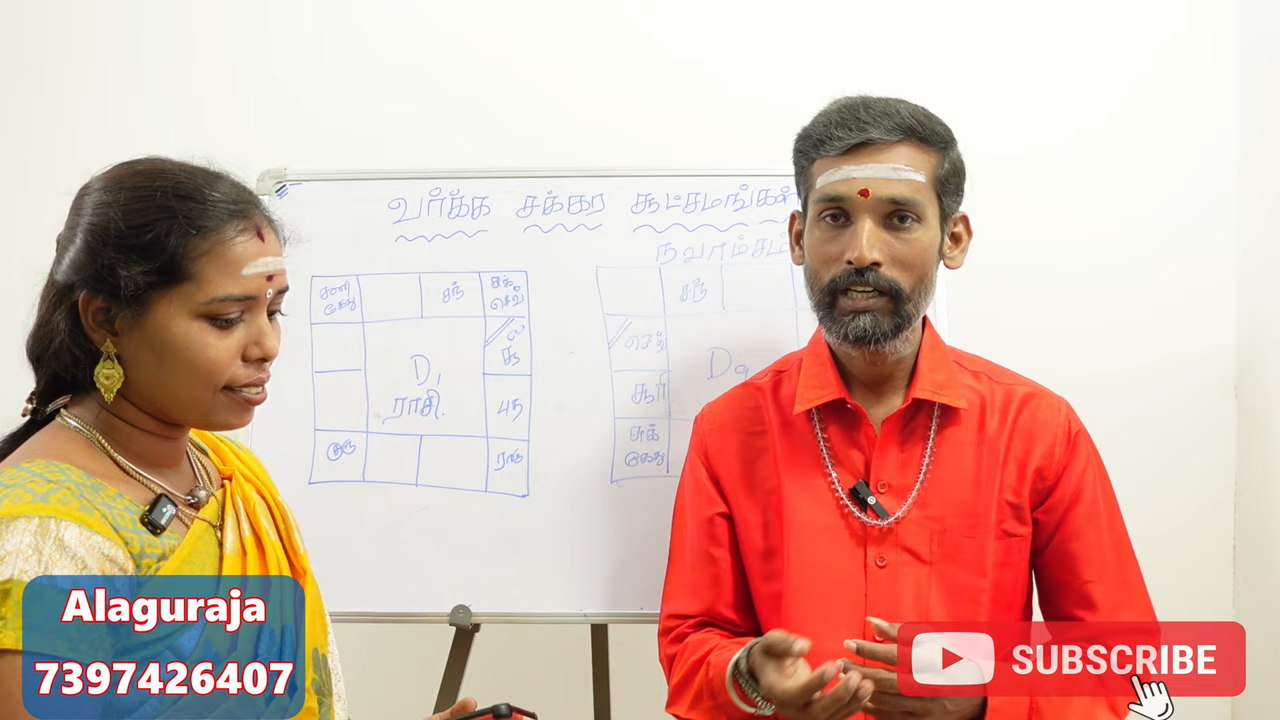 வர்க்க சக்கர சூட்சமங்கள்
நவாம்சம்
சனி கேது
சந்
சுக் செவ்
ல
சூ
D1
ராசி
புத
குரு
ராகு
சந்
செவ்
சூரி
D9
சுக்
கேது
Alaguraja
7397426407
SUBSCRIBE